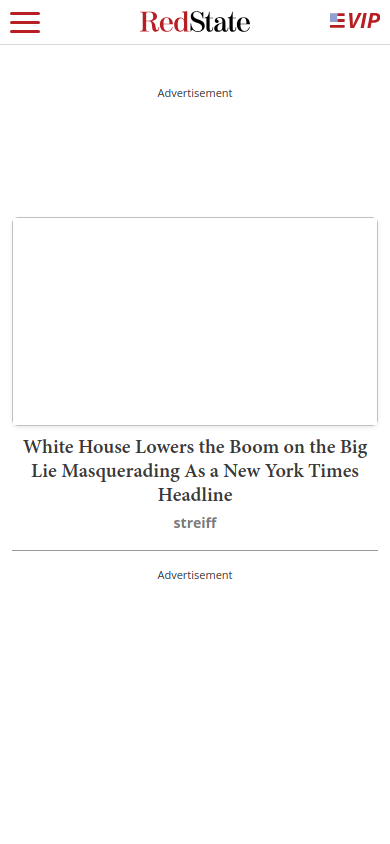 RedState
VIP
Advertisement
White House Lowers the Boom on the Big
Lie Masquerading As a New York Times
Headline
streiff
Advertisement